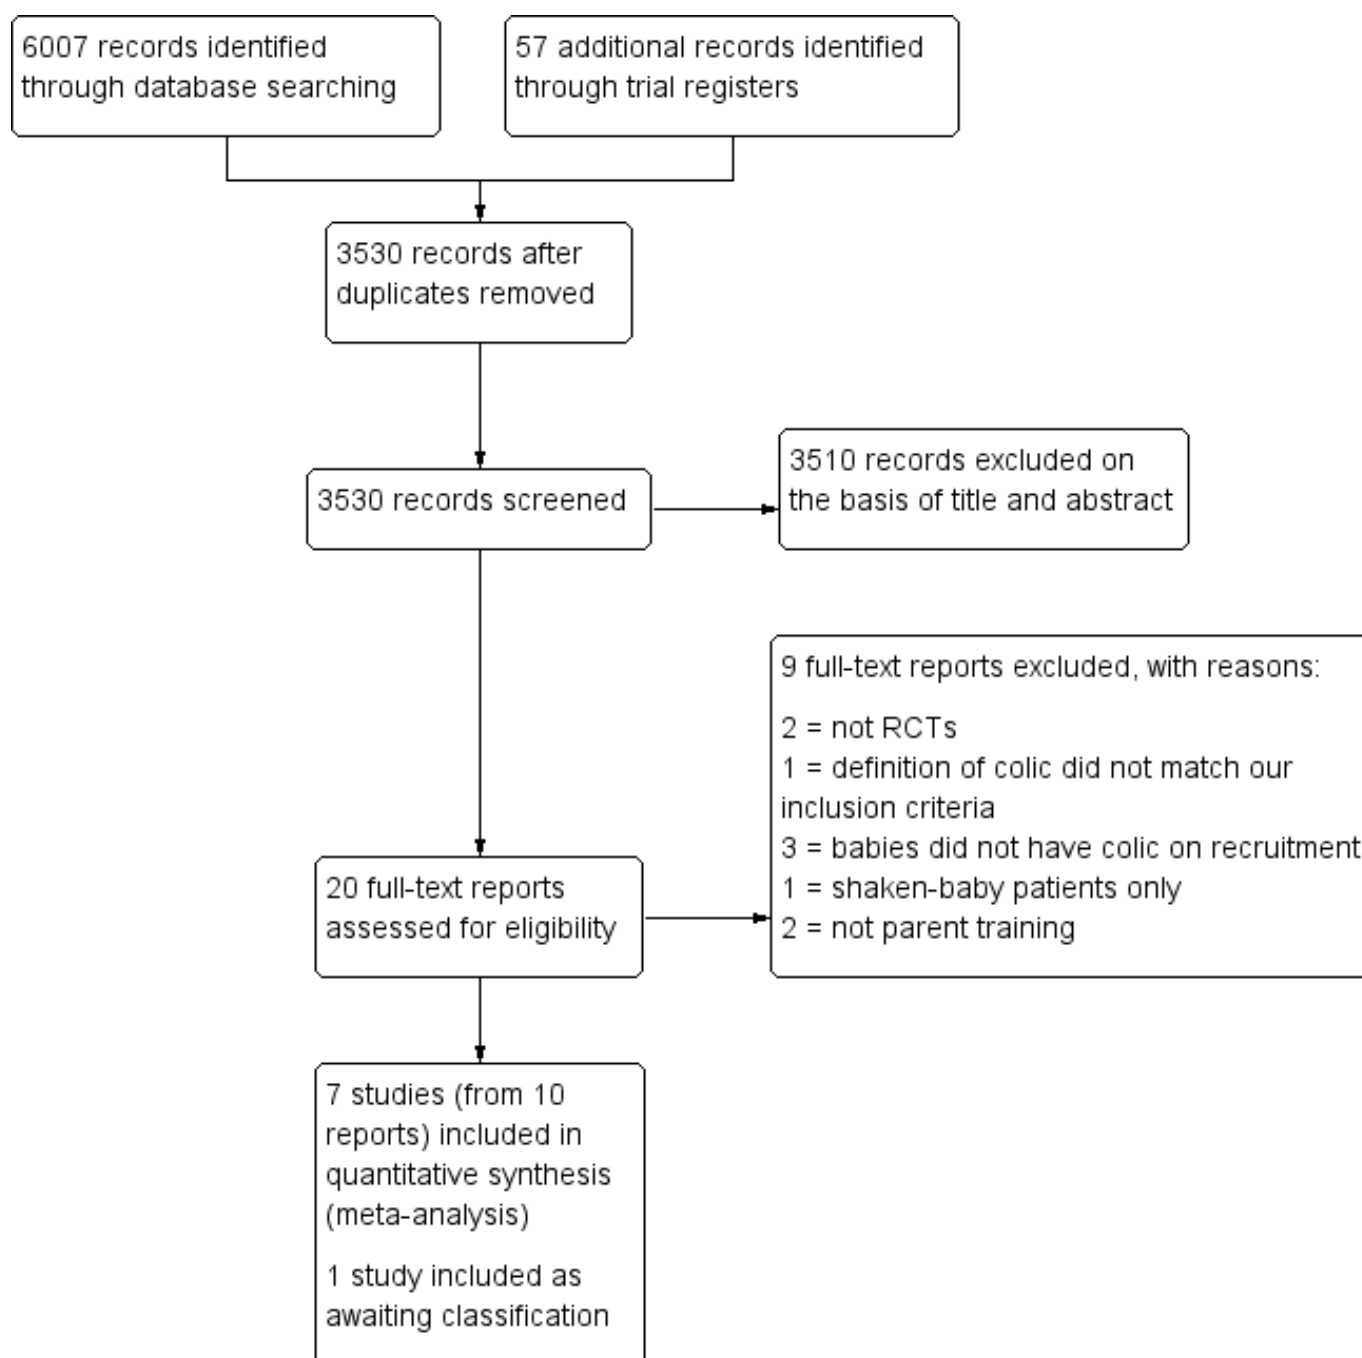 6007 records identified
through database searching
57 additional records identified
through trial registers
3530 records after
duplicates removed
3530 records screened
3510 records excluded on
the basis of title and abstract
20 full-text reports
assessed for eligibility
9 full-text reports excluded, with reasons:
2 = not RCTs
1 = definition of colic did not match our
inclusion criteria
3 = babies did not have colic on recruitment
1 = shaken-baby patients only
2 = not parent training
7 studies (from 10
reports) included in
quantitative synthesis
(meta-analysis)
1 study included as
awaiting classification